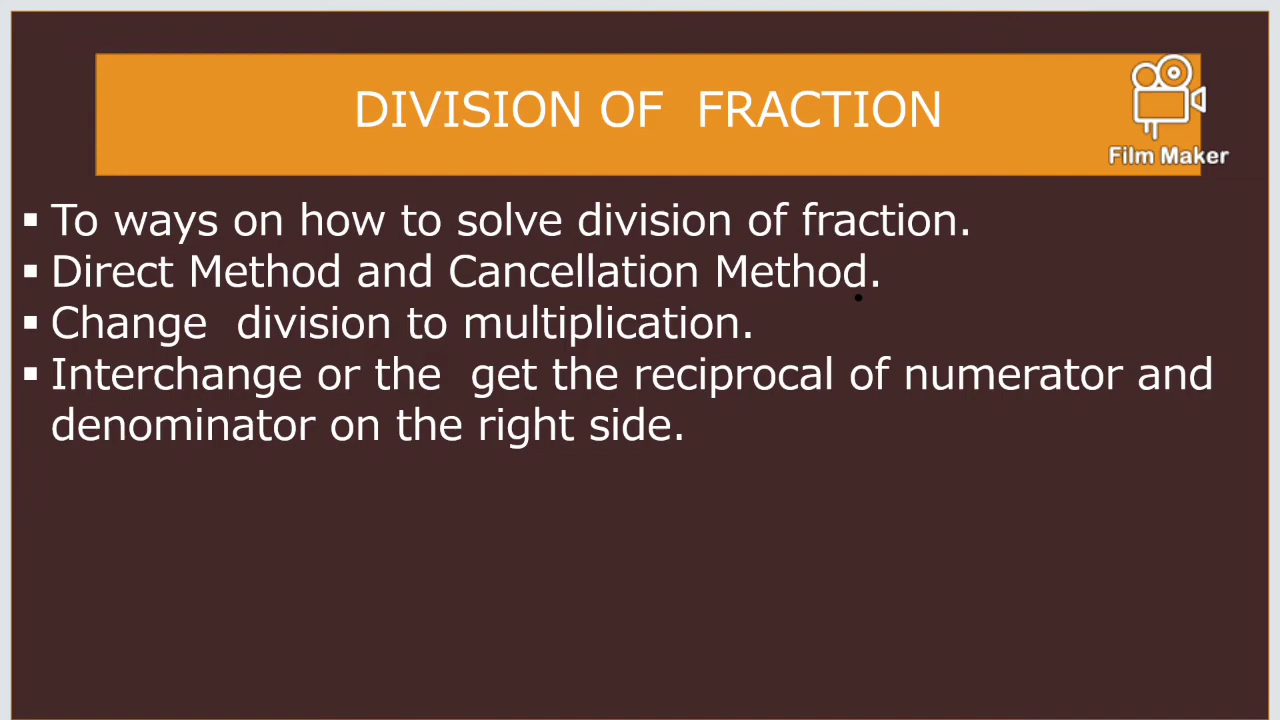 DIVISION OF FRACTION
Film Maker
▪ To ways on how to solve division of fraction.
▪ Direct Method and Cancellation Method.
▪ Change division to multiplication.
▪ Interchange or the get the reciprocal of numerator and
denominator on the right side.